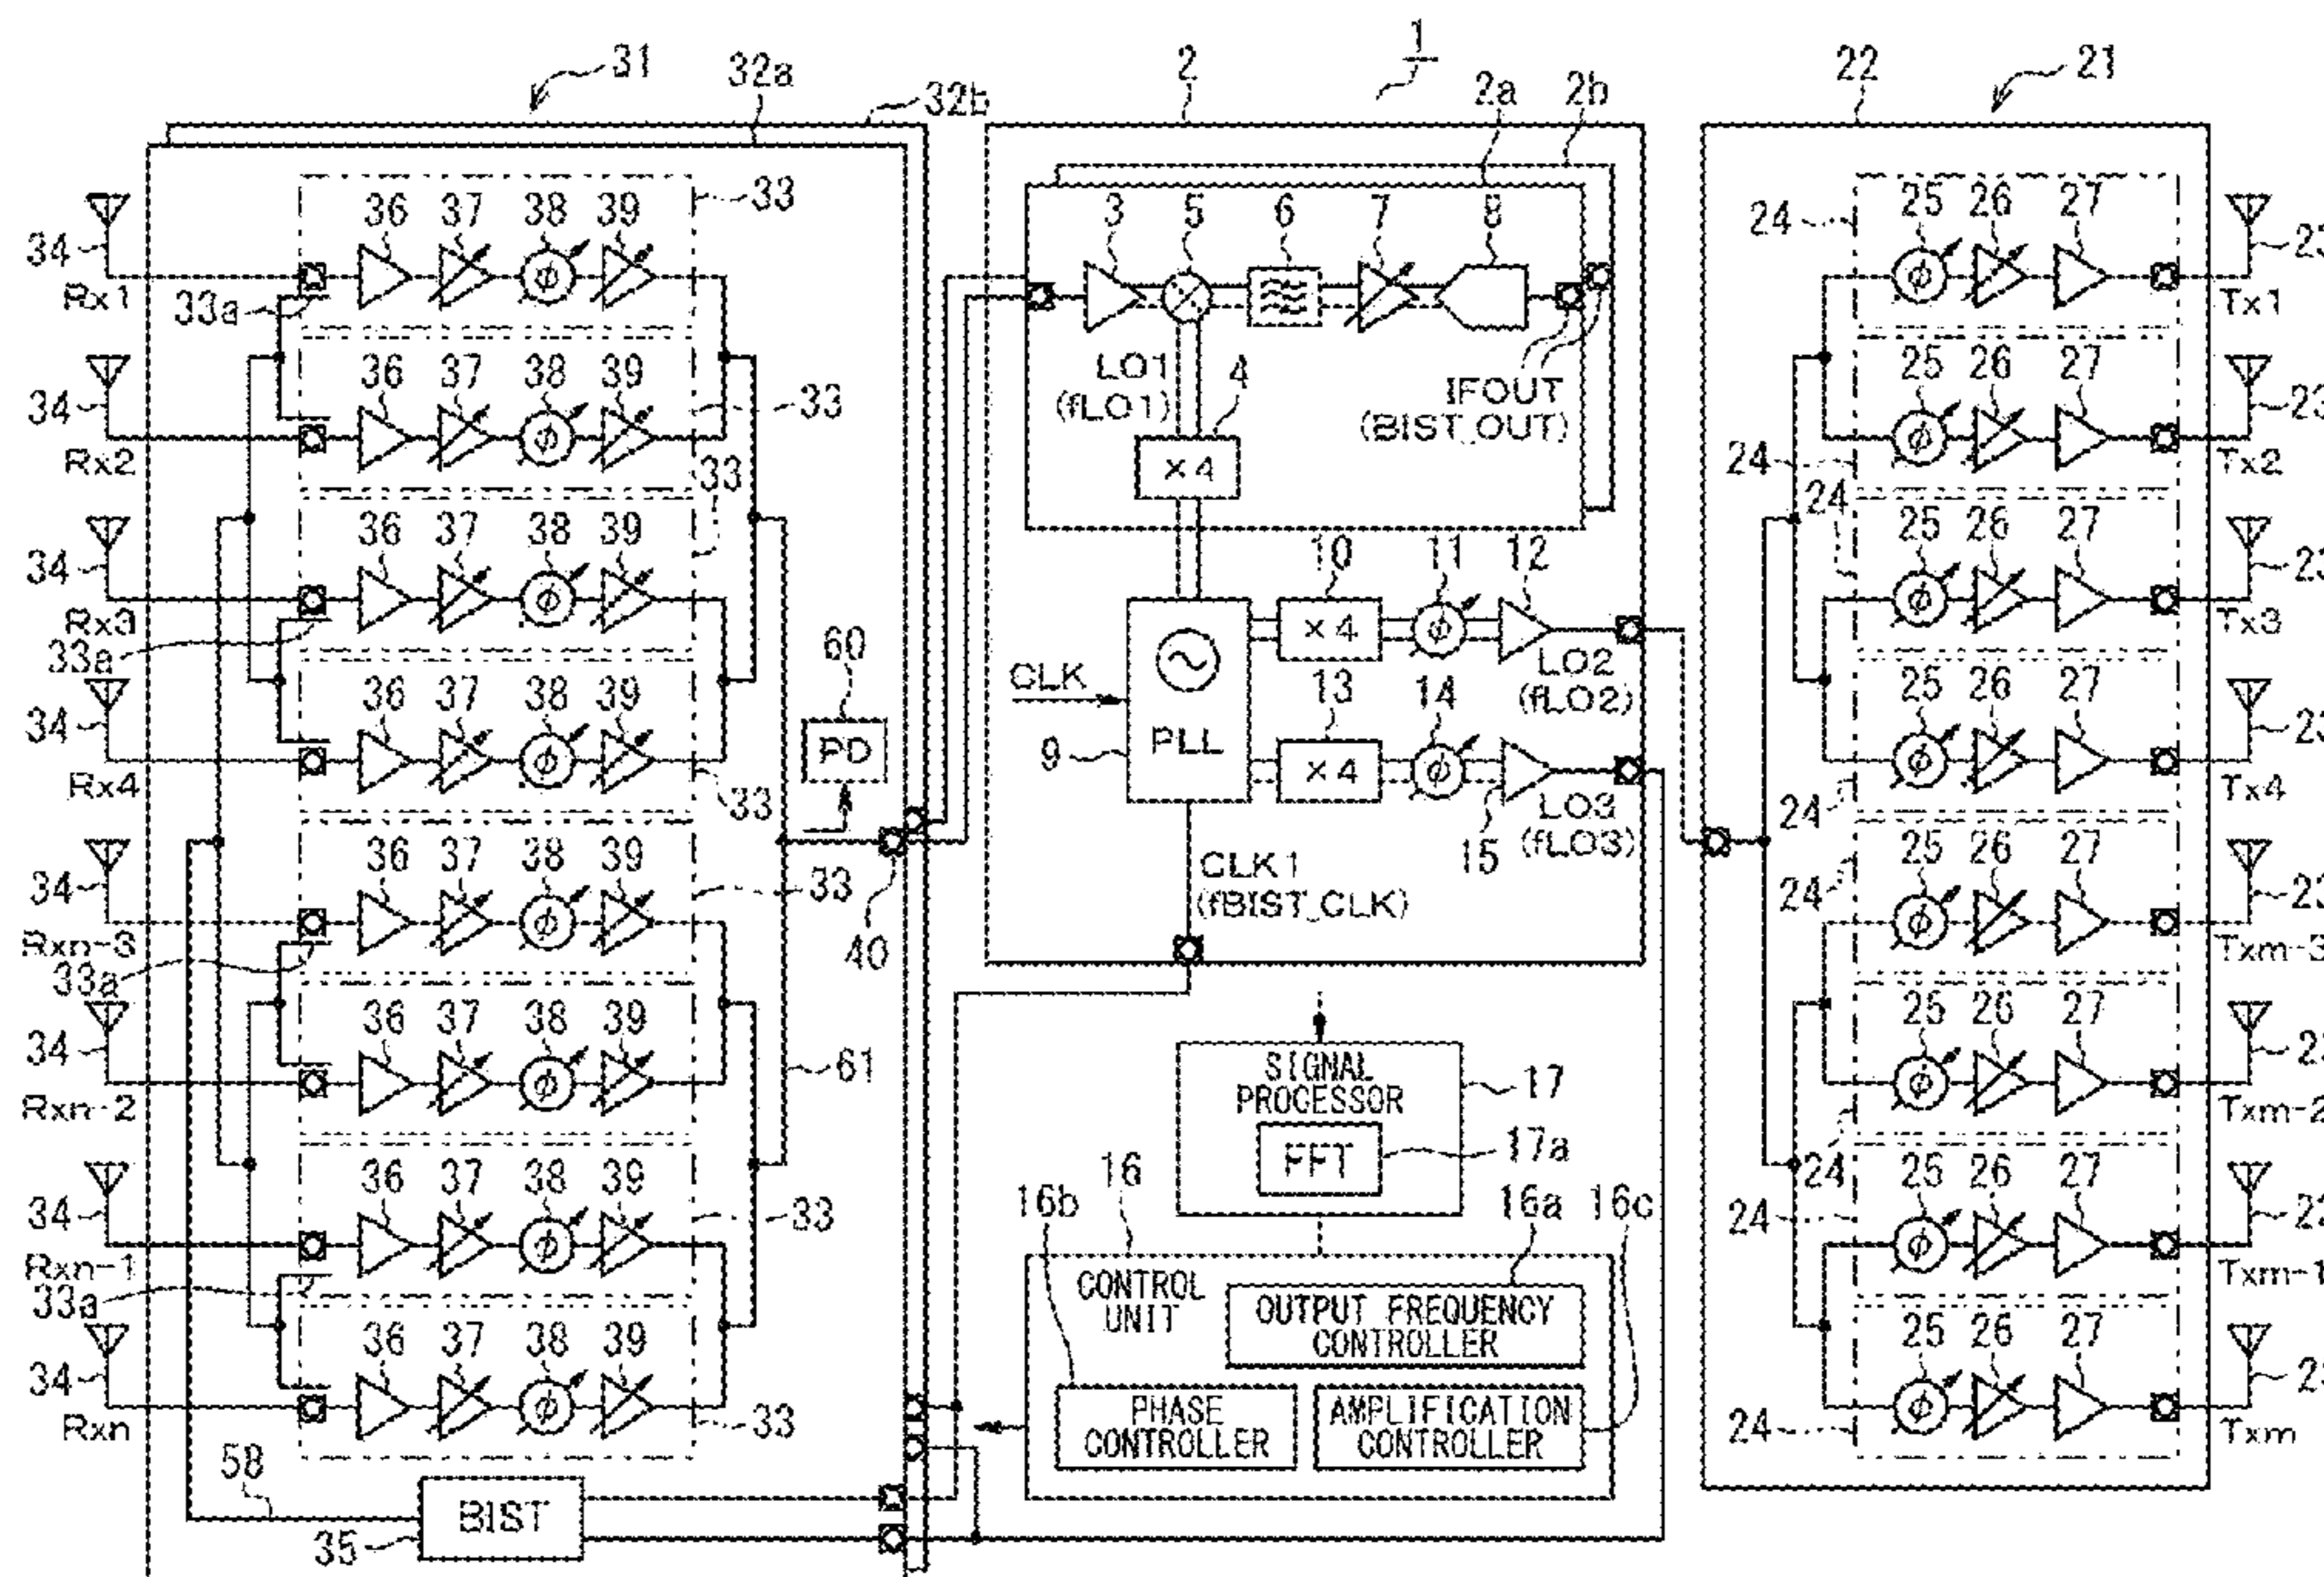 1
31
32a
32b
2
2a
2b
22
21
36 37 38 39
33
34
Rx1
33a
36 37 38 39
33
34
Rx2
36 37 38 39
33
34
Rx3
33a
36 37 38 39
33
34
Rx4
36 37 38 39
33
34
Rxn-3
33a
36 37 38 39
34
Rxn-2
36 37 38 39
33
34
Rxn-1
33a
36 37 38 39
33
34
Rxn
60
PD
40
61
58
BIST
35
3 5 6 7 8
LO1
(fLO1)
4
×4
IFOUT
(BIST_OUT)
10 11 12
×4
LO2
(fLO2)
CLK
PLL
9
13 14
×4
15
LO3
(fLO3)
CLK1
(fBIST_CLK)
SIGNAL
PROCESSOR
17
FFT
17a
16b
16
16a
16c
CONTROL
UNIT
OUTPUT FREQUENCY
CONTROLLER
PHASE
CONTROLLER
AMPLIFICATION
CONTROLLER
24
25 26 27
Tx1
24
25 26 27
Tx2
24
25 26 27
Tx3
24
25 26 27
Tx4
24
25 26 27
Txm-3
24
25 26 27
Txm-2
24
24
25 26 27
Txm-1
24
25 26 27
Txm